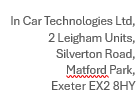 In Car Technologies Ltd,
2 Leigham Units,
Silverton Road,
Matford Park,
Exeter EX2 8HY